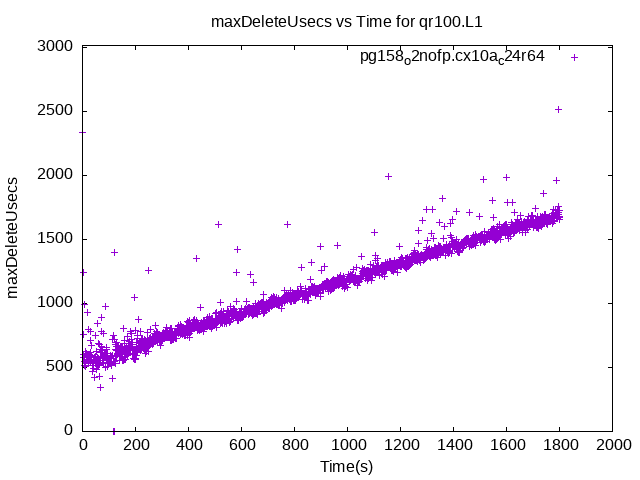 maxDeleteUsecs vs Time for qr100.L1
pg158o2nofp.cx10ac24r64
maxDeleteUsecs
3000
2500
2000
1500
1000
500
0
0 200 400 600 800 1000 1200 1400 1600 1800 2000
Time(s)